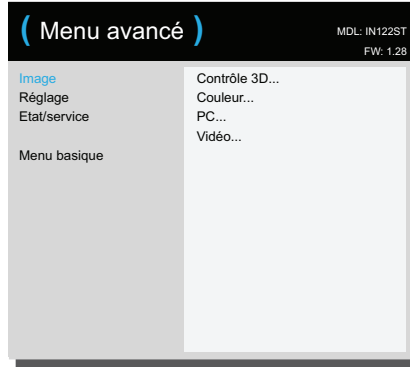 ( Menu avancé )
MDL: IN122ST
FW: 1.28
Image
Réglage
Etat/service
Menu basique
Contrôle 3D...
Couleur...
PC...
Vidéo...